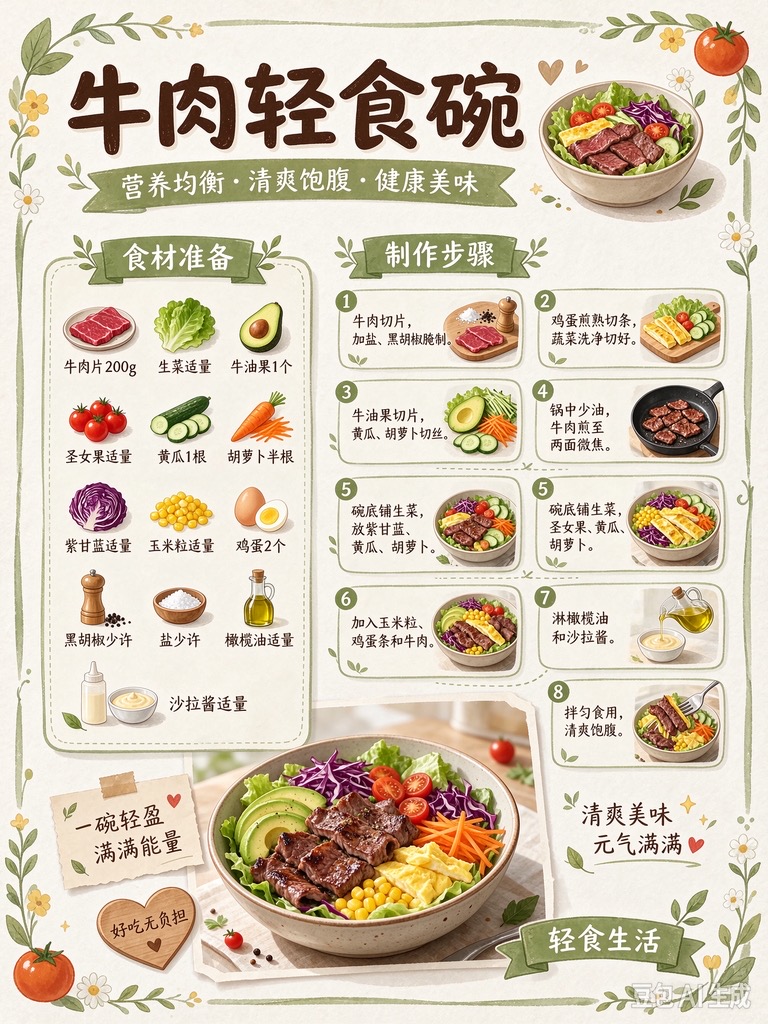 牛肉轻食碗
营养均衡·清爽饱腹·健康美味
食材准备
牛肉片200g
生菜适量
牛油果1个
圣女果适量
黄瓜1根
胡萝卜半根
紫甘蓝适量
玉米粒适量
鸡蛋2个
黑胡椒少许
盐少许
橄榄油适量
沙拉酱适量
制作步骤
1
牛肉切片,
加盐、黑胡椒腌制。
2
鸡蛋煎熟切条,
蔬菜洗净切好。
3
牛油果切片,
黄瓜、胡萝卜切丝。
4
锅中少油,
牛肉煎至
两面微焦。
5
碗底铺生菜,
放紫甘蓝、
黄瓜、胡萝卜。
5
碗底铺生菜,
圣女果、黄瓜、
胡萝卜。
6
加入玉米粒、
鸡蛋条和牛肉。
7
淋橄榄油
和沙拉酱。
8
拌匀食用,
清爽饱腹。
一碗轻盈
满满能量
好吃无负担
清爽美味
元气满满
轻食生活
豆包AI生成